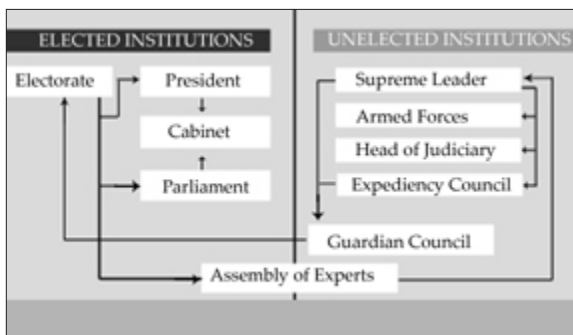 ELECTED INSTITUTIONS
UNELECTED INSTITUTIONS
Electorate
President
Cabinet
Parliament
Supreme Leader
Armed Forces
Head of Judiciary
Expediency Council
Guardian Council
Assembly of Experts